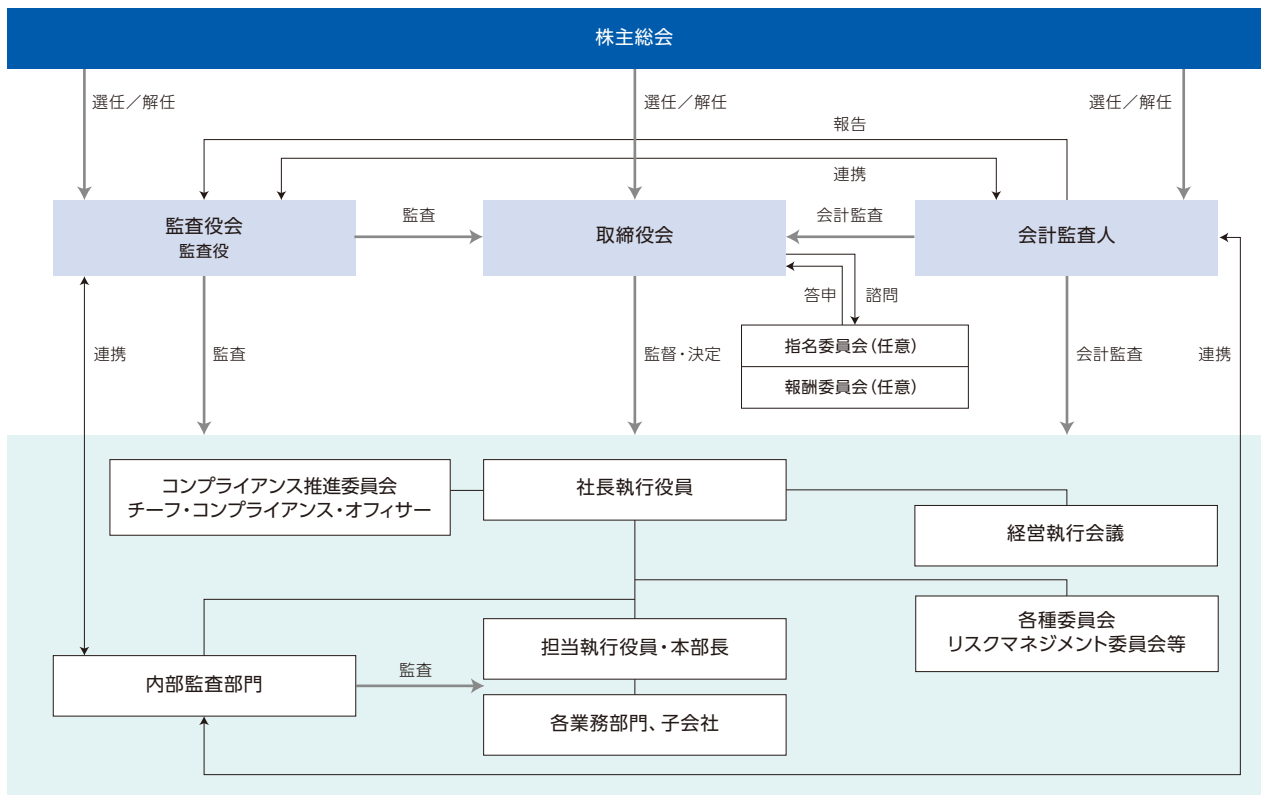 株主総会
選任／解任
選任／解任
選任／解任
報告
連携
監査役会
監査役
監査
取締役会
会計監査
会計監査人
答申
諮問
連携
監査
監督・決定
指名委員会（任意）
報酬委員会（任意）
会計監査
連携
コンプライアンス推進委員会
チーフ・コンプライアンス・オフィサー
社長執行役員
経営執行会議
各種委員会
リスクマネジメント委員会等
担当執行役員・本部長
内部監査部門
監査
各業務部門、子会社